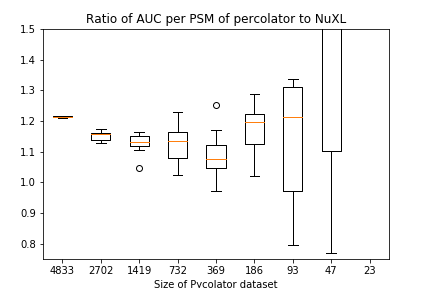 Ratio of AUC per PSM of percolator to NuXL
1.5
1.4
1.3
1.2
1.1
1.0
0.9
0.8
4833 2702 1419 732 369 186 93 47 23
Size of Pycolator dataset